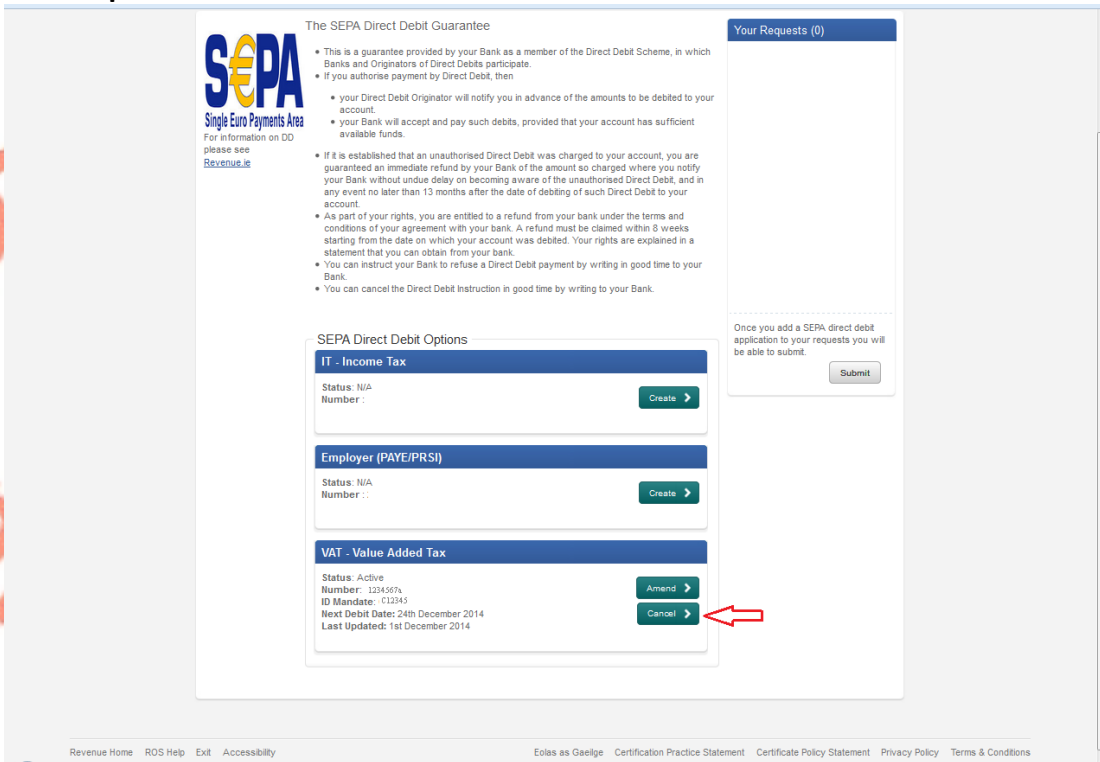 The SEPA Direct Debit Guarantee
S€PA
Single Euro Payments Area
For information on DD
please see
Revenue.ie
• This is a guarantee provided by your Bank as a member of the Direct Debit Scheme, in which
Banks and Originators of Direct Debits participate.
• If you authorise payment by Direct Debit, then
• your Direct Debit Originator will notify you in advance of the amounts to be debited to your
account.
• your Bank will accept and pay such debits, provided that your account has sufficient
available funds.
• If it is established that an unauthorised Direct Debit was charged to your account, you are
guaranteed an immediate refund by your Bank of the amount so charged where you notify
your Bank without undue delay on becoming aware of the unauthorised Direct Debit, and in
any event no later than 13 months after the date of debiting of such Direct Debit to your
account.
• As part of your rights, you are entitled to a refund from your bank under the terms and
conditions of your agreement with your bank. A refund must be claimed within 8 weeks
starting from the date on which your account was debited. Your rights are explained in a
statement that you can obtain from your bank.
• You can instruct your Bank to refuse a Direct Debit payment by writing in good time to your
Bank.
• You can cancel the Direct Debit Instruction in good time by writing to your Bank.
Your Requests (0)
Once you add a SEPA direct debit
application to your requests you will
be able to submit.
Submit
SEPA Direct Debit Options
IT - Income Tax
Status: N/A
Number :
Create
Employer (PAYE/PRSI)
Status: N/A
Number : :
Create
VAT - Value Added Tax
Status: Active
Number: 1234567a
ID Mandate: C12345
Next Debit Date: 24th December 2014
Last Updated: 1st December 2014
Amend
Cancel
Revenue Home ROS Help Exit Accessibility
Eolas as Gaeilge Certification Practice Statement Certificate Policy Statement Privacy Policy Terms & Conditions